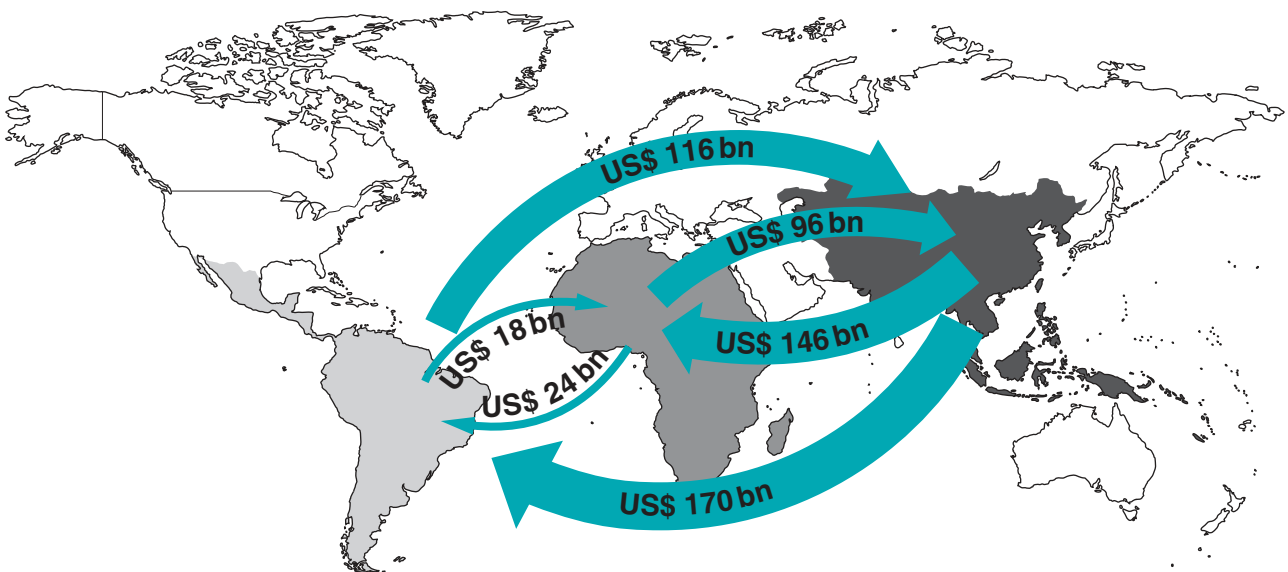 US$ 116 bn
US$ 96 bn
US$ 18 bn
US$ 146 bn
US$ 24 bn
US$ 170 bn